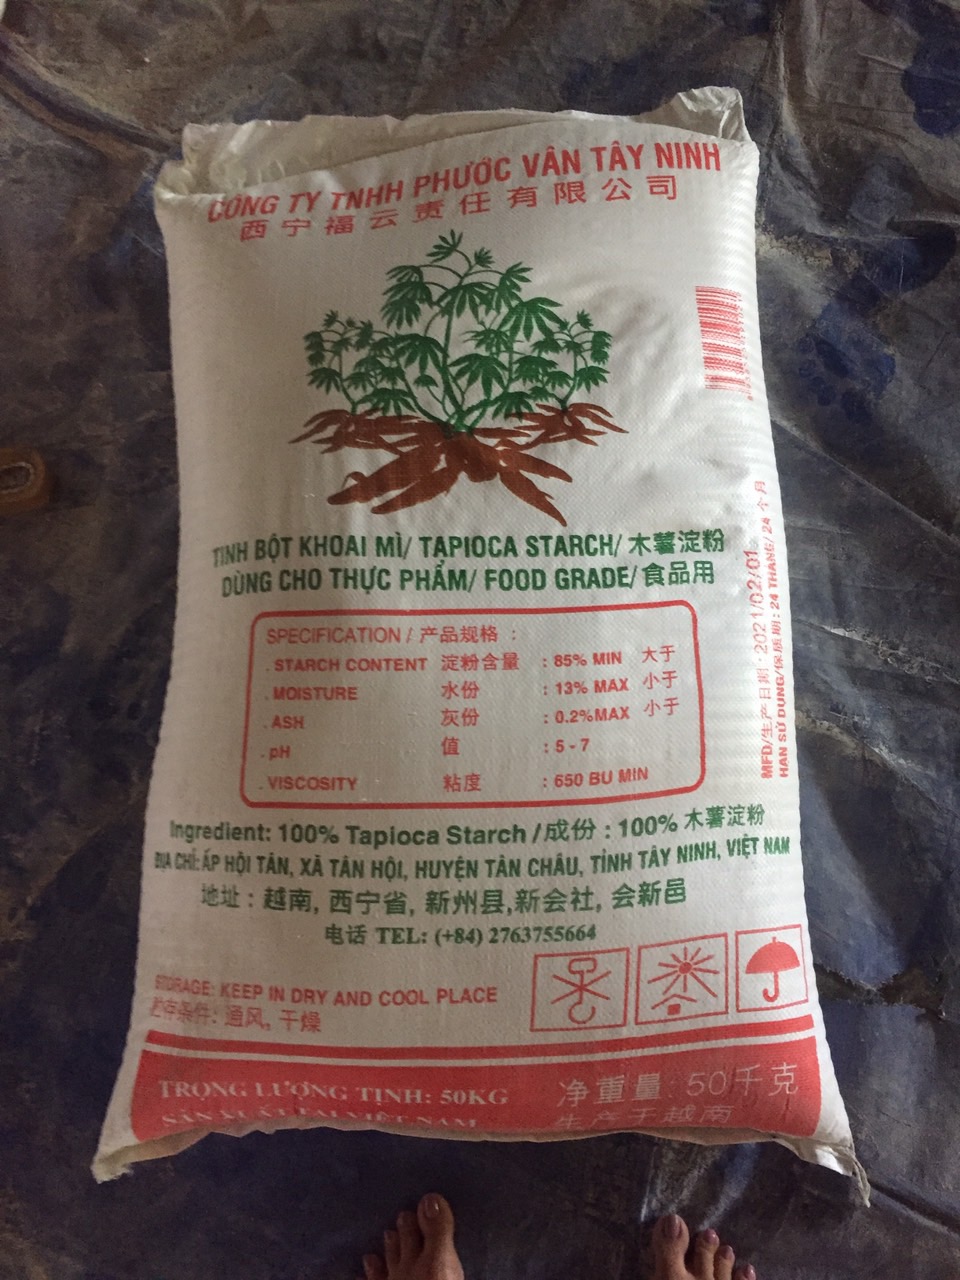 CÔNG TY TNHH PHƯỚC VÂN TÂY NINH
西宁福云责任有限公司
TINH BỘT KHOAI MÌ/ TAPIOCA STARCH/ 木薯淀粉
DÙNG CHO THỰC PHẨM/ FOOD GRADE/ 食品用
SPECIFICATION / 产品规格 :
. STARCH CONTENT 淀粉含量 : 85% MIN 大于
. MOISTURE 水份 : 13% MAX 小于
. ASH 灰份 : 0.2%MAX 小于
. pH 值 : 5 - 7
. VISCOSITY 粘度 : 650 BU MIN
MFD/生产日期 : 2021/02/01
HẠN SỬ DỤNG/保质期 : 24 THÁNG/ 24 个月
Ingredient: 100% Tapioca Starch / 成份 : 100% 木薯淀粉
ĐỊA CHỈ: ẤP HỘI TÂN, XÃ TÂN HỘI, HUYỆN TÂN CHÂU, TỈNH TÂY NINH, VIỆT NAM
地址 : 越南, 西宁省, 新州县,新会社, 会新邑
电话 TEL: (+84) 2763755664
STORAGE: KEEP IN DRY AND COOL PLACE
贮存条件: 通风, 干燥
TRỌNG LƯỢNG TỊNH: 50KG 净重量: 50千克
SẢN XUẤT TẠI VIỆT NAM 生产于越南